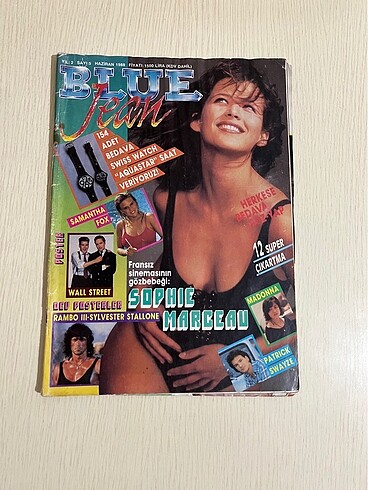 YIL: 2 SAYI: 5 HAZİRAN 1988 FİYATI: 1500 LİRA (KDV DAHİL)
BLUE
Jean
154
ADET
BEDAVA
SWISS WATCH
"AQUASTAR" SAAT
VERİYORUZ!
SAMANTHA
FOX
HERKESE
BEDAVA
POSTER
WALL STREET
12 SÜPER
ÇIKARTMA
Fransız
sinemasının
gözbebeği:
SOPHIE
MARCEAU
DEV POSTERLER
RAMBO III-SYLVESTER STALLONE
MADONNA
PATRICK
SWAYZE